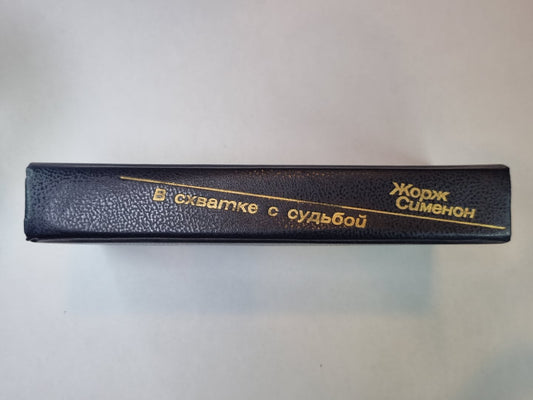 Жорж
Сименон
В схватке с судьбой